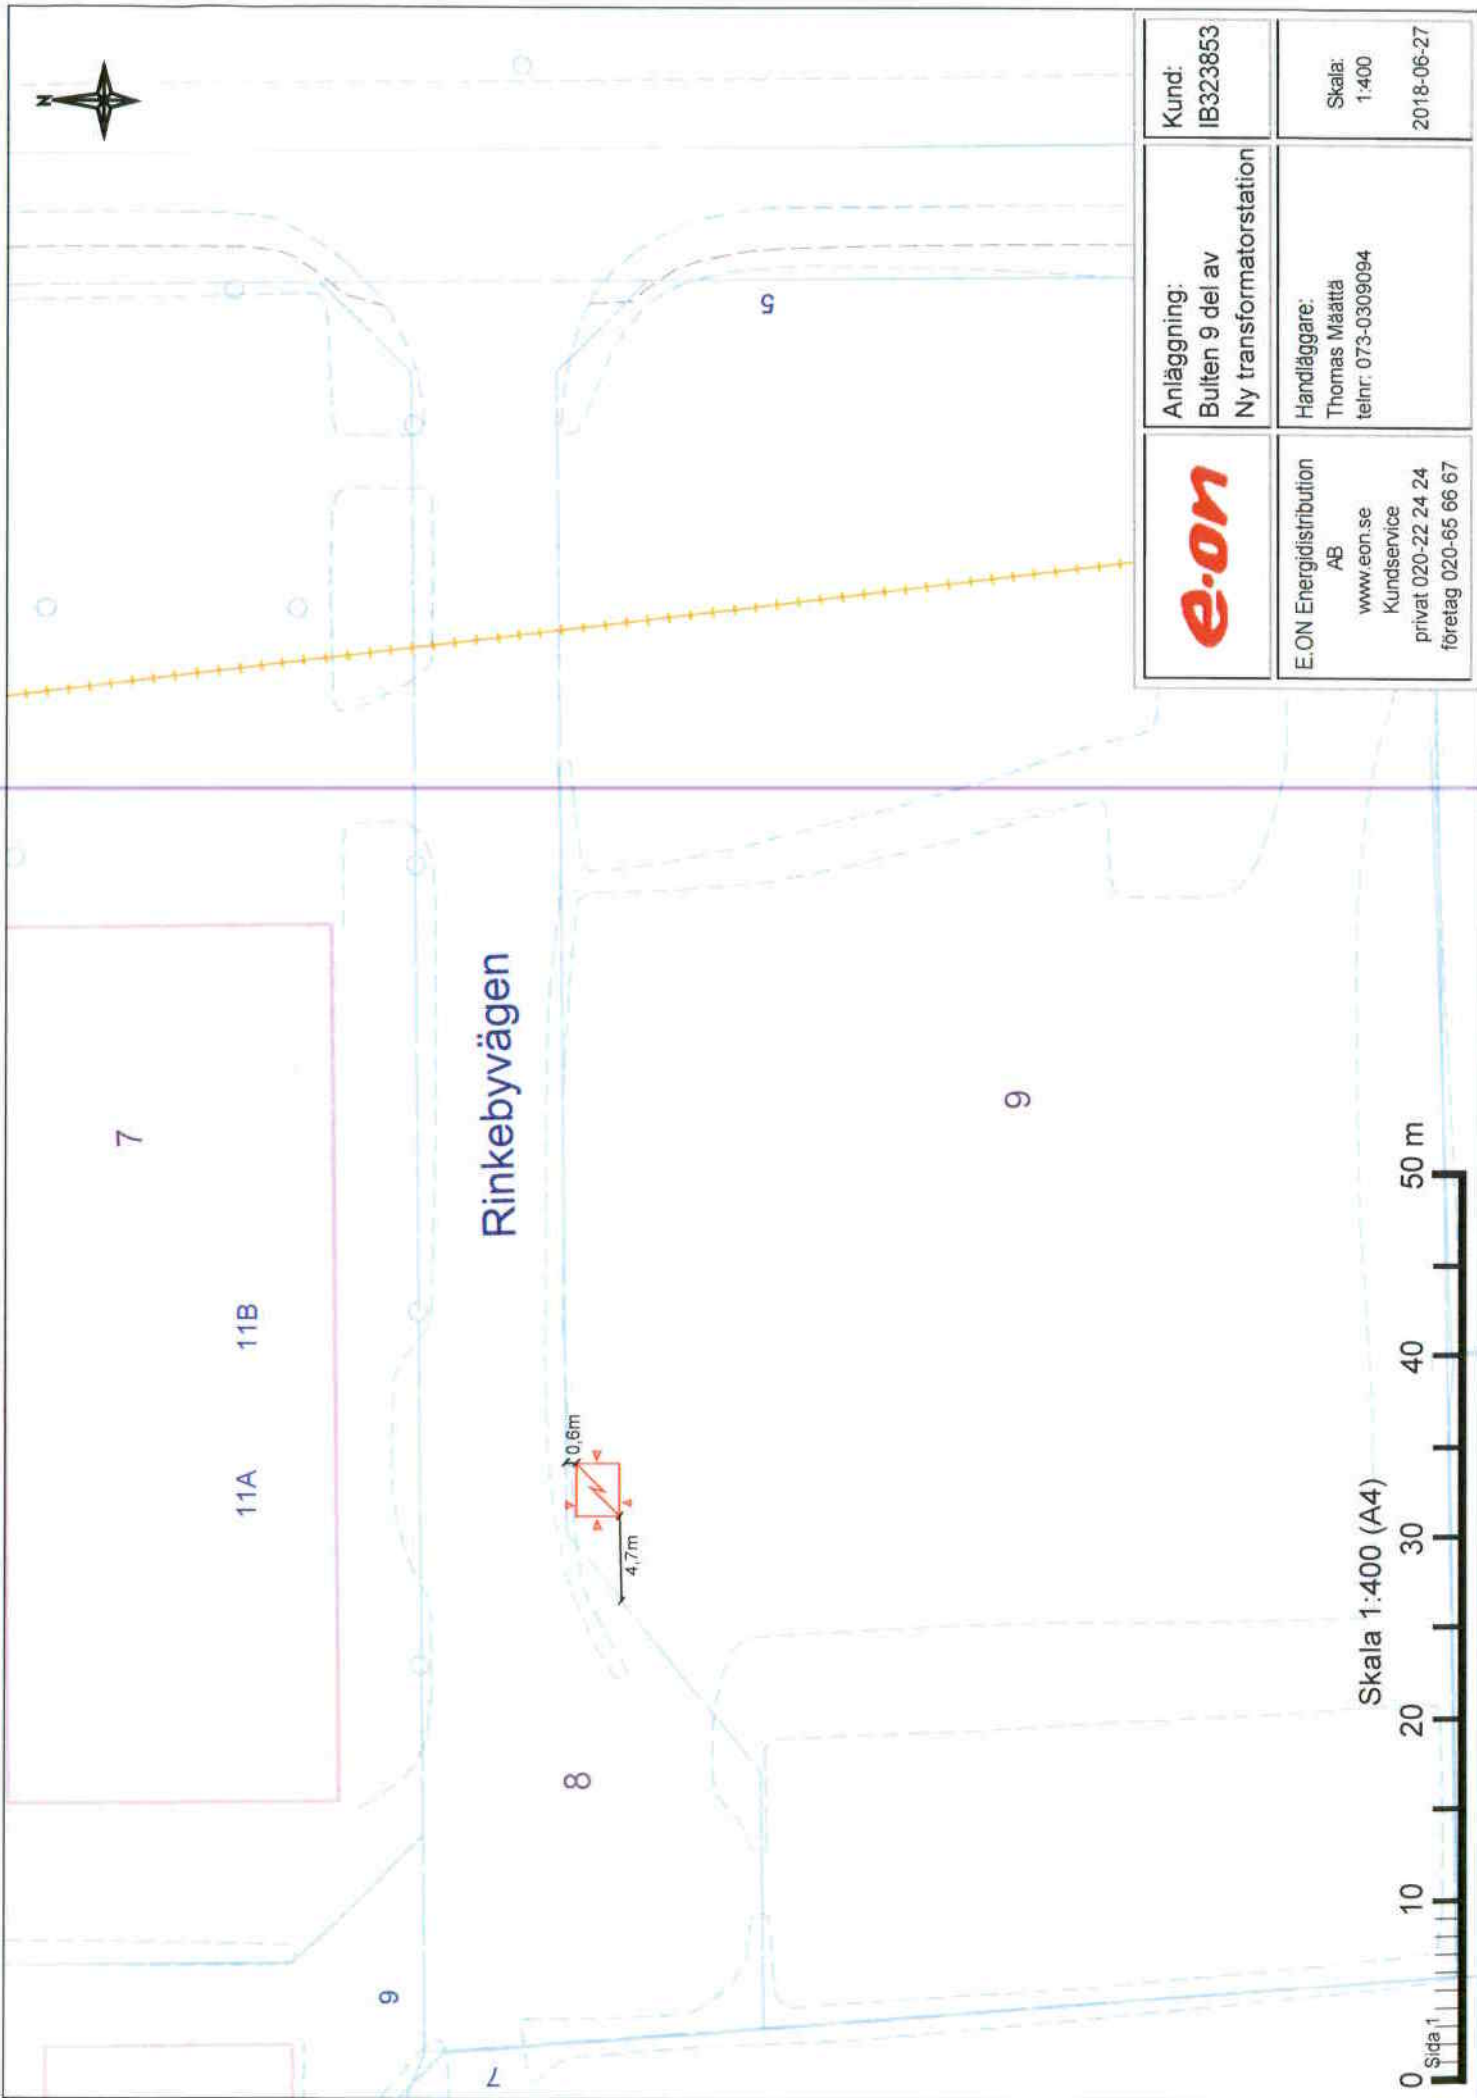 N
7
11A
11B
6
7
Rinkebyvägen
5
8
0,6m
4,7m
9
Skala 1:400 (A4)
0
10
20
30
40
50 m
Sida 1
e·on
Anläggning:
Bulten 9 del av
Ny transformatorstation
Kund:
IB323853
E.ON Energidistribution
AB
www.eon.se
Kundservice
privat 020-22 24 24
företag 020-65 66 67
Handläggare:
Thomas Määttä
telnr: 073-0309094
Skala:
1:400
2018-06-27